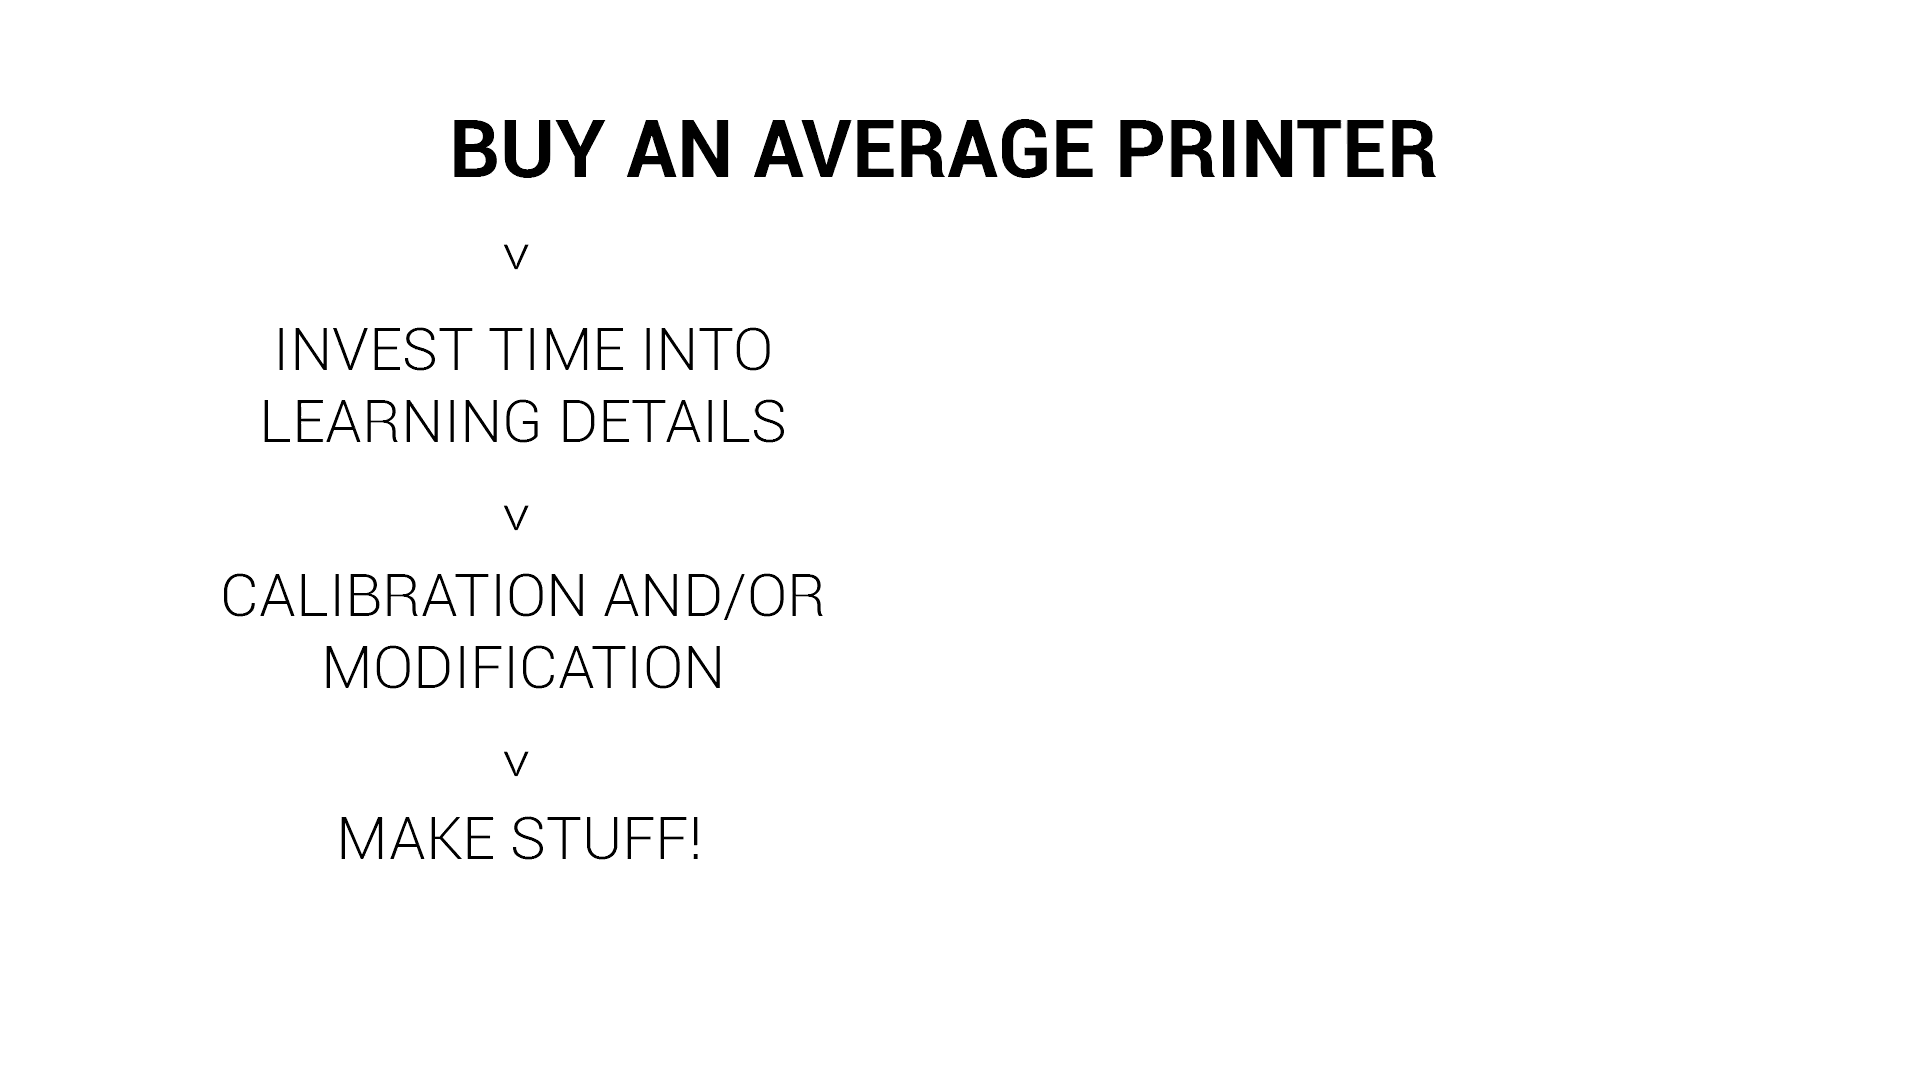 BUY AN AVERAGE PRINTER
V
INVEST TIME INTO
LEARNING DETAILS
V
CALIBRATION AND/OR
MODIFICATION
V
MAKE STUFF!